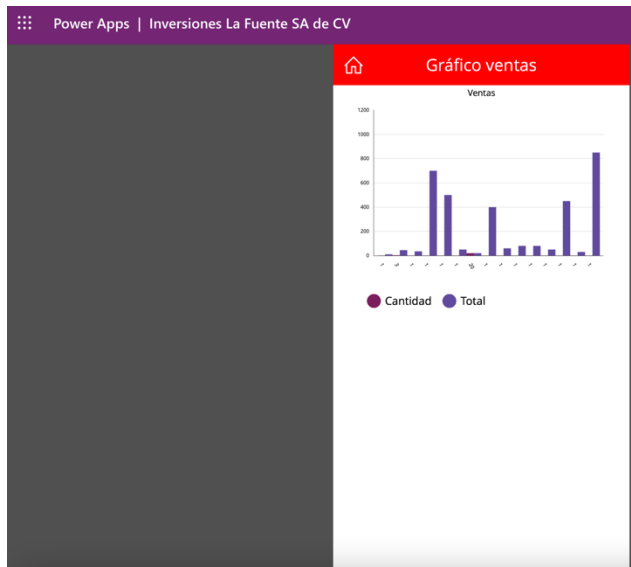 Power Apps | Inversiones La Fuente SA de CV
Gráfico ventas
Ventas
1200
1000
800
600
400
200
0
20
Cantidad
Total